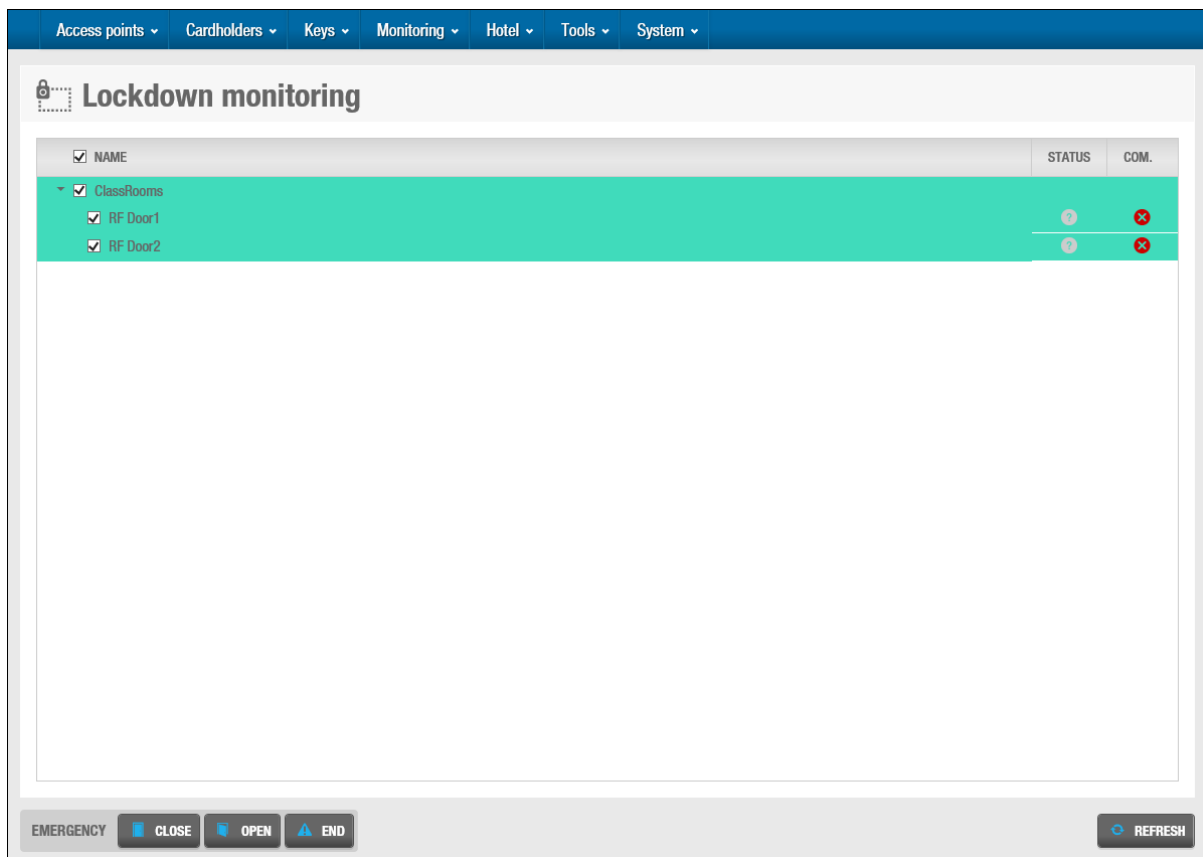 Access points Cardholders Keys Monitoring Hotel Tools System
Lockdown monitoring
NAME STATUS COM.
ClassRooms
RF Door1
RF Door2
EMERGENCY CLOSE OPEN END REFRESH